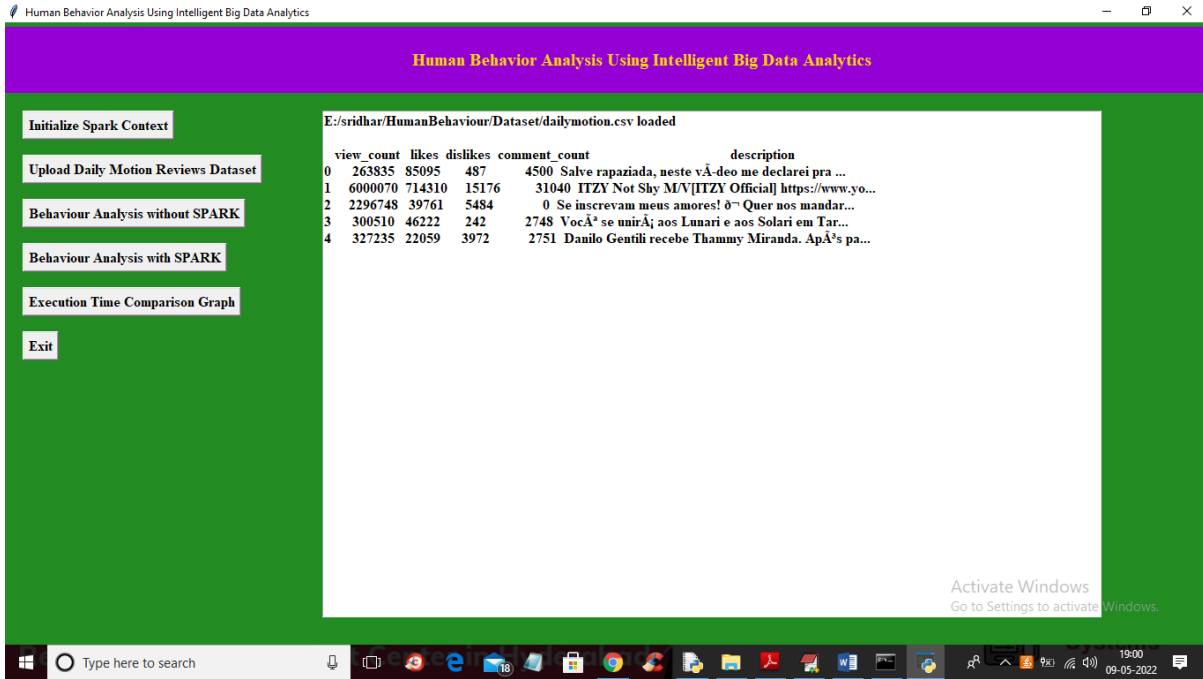 Human Behavior Analysis Using Intelligent Big Data Analytics
Human Behavior Analysis Using Intelligent Big Data Analytics
Initialize Spark Context
Upload Daily Motion Reviews Dataset
Behaviour Analysis without SPARK
Behaviour Analysis with SPARK
Execution Time Comparison Graph
Exit
E:/sridhar/HumanBehaviour/Dataset/dailymotion.csv loaded
view_count likes dislikes comment_count description
0 263835 85095 487 4500 Salve rapaziada, neste vÃ-deo me declarei pra ...
1 6000070 714310 15176 31040 ITZY Not Shy M/V[ITZY Official] https://www.yo...
2 2296748 39761 5484 0 Se inscrevam meus amores! ð¬ Quer nos mandar...
3 300510 46222 242 2748 VocÃª se unirÃ¡ aos Lunari e aos Solari em Tar...
4 327235 22059 3972 2751 Danilo Gentili recebe Thammy Miranda. ApÃ³s pa...
Activate Windows
Go to Settings to activate Windows.
Type here to search
18
19:00
09-05-2022